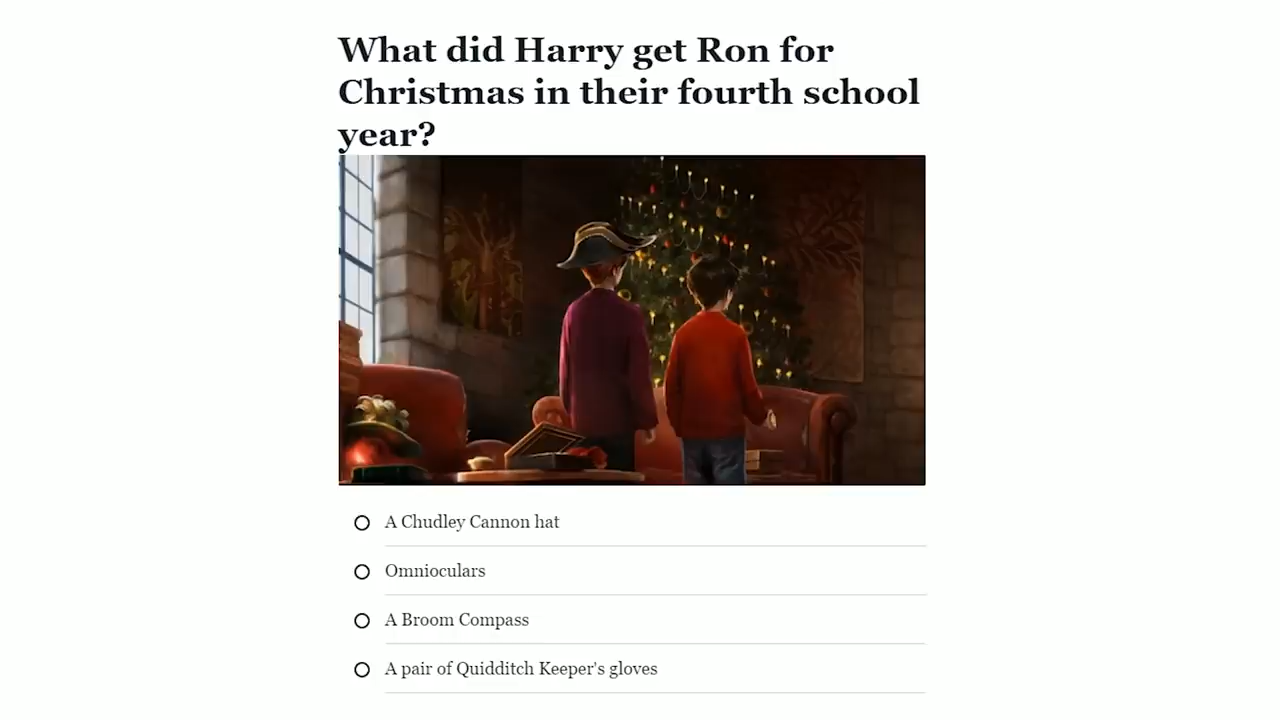 What did Harry get Ron for
Christmas in their fourth school
year?
A Chudley Cannon hat
Omnioculars
A Broom Compass
A pair of Quidditch Keeper's gloves